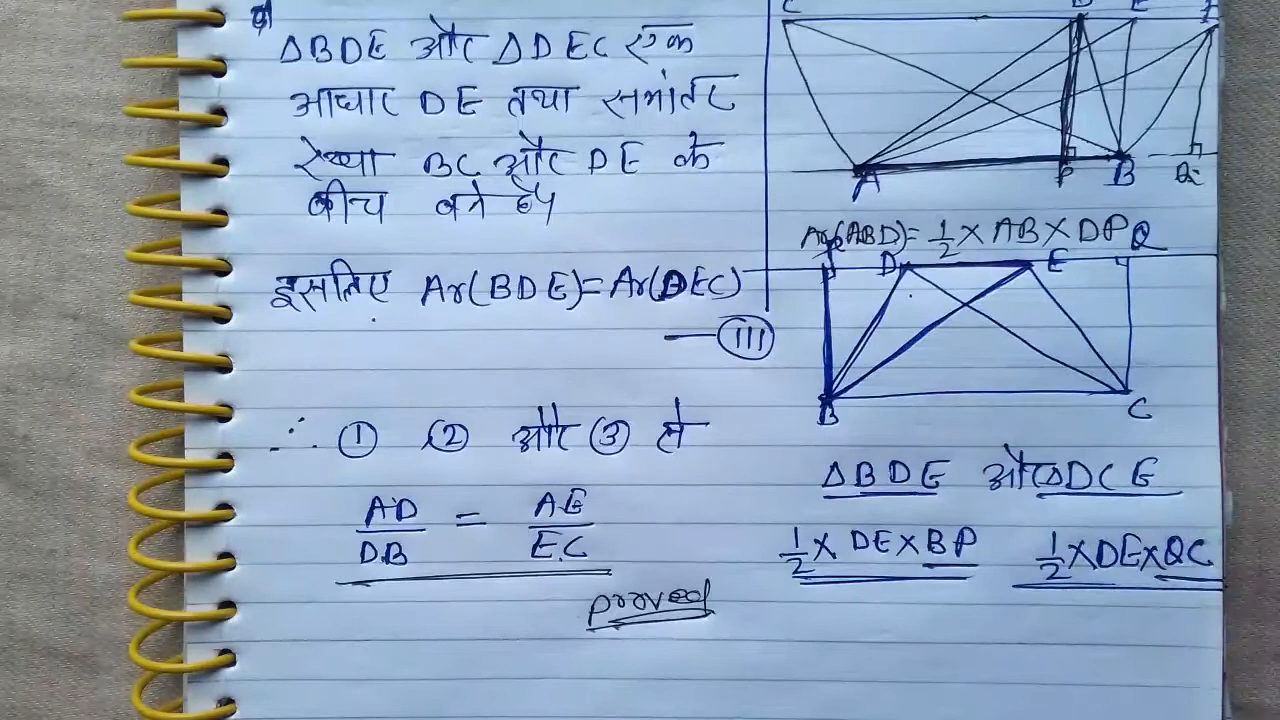 ΔBDE और ΔDEC एक
आधार DE तथा समांतर
रेखा BC और DE के
बीच बने हैं।
इसलिए Ar(BDE)=Ar(DEC)
— III
∴ ① ② और ③ से
AD/DB = AE/EC
proved
C D E F
A P B Q
Ar(ABD)= 1/2 × AB × DP
P D E Q
B C
ΔBDE और ΔDCE
1/2 × DE × BP 1/2 × DE × QC